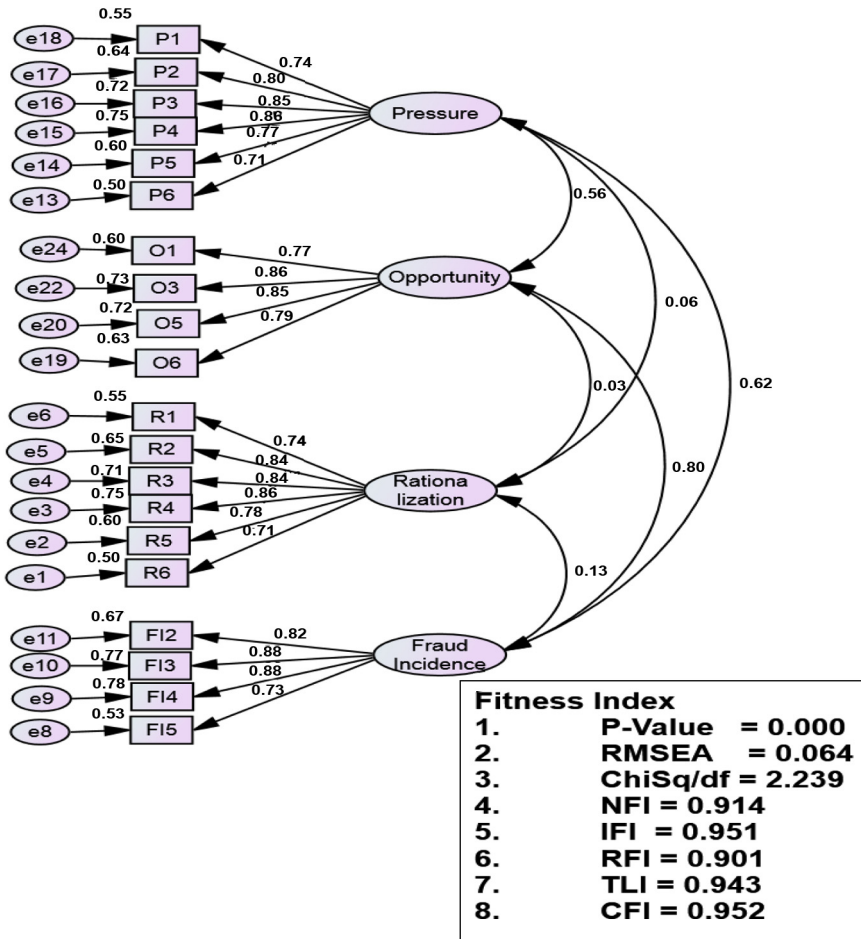 0.55
e18 P1
0.74
0.64
e17 P2
0.80
0.72
e16 P3
0.85
0.75
e15 P4
0.86
0.60
e14 P5
0.77
0.50
e13 P6
0.71
Pressure
0.56
0.60
e24 O1
0.77
0.73
e22 O3
0.86
0.72
e20 O5
0.85
0.63
e19 O6
0.79
Opportunity
0.06
0.03
0.62
0.80
0.55
e6 R1
0.74
0.65
e5 R2
0.84
0.71
e4 R3
0.84
0.75
e3 R4
0.86
0.60
e2 R5
0.78
0.50
e1 R6
0.71
Rationa
lization
0.13
0.67
e11 FI2
0.82
0.77
e10 FI3
0.88
0.78
e9 FI4
0.88
0.53
e8 FI5
0.73
Fraud
Incidence
Fitness Index
1. P-Value = 0.000
2. RMSEA = 0.064
3. ChiSq/df = 2.239
4. NFI = 0.914
5. IFI = 0.951
6. RFI = 0.901
7. TLI = 0.943
8. CFI = 0.952